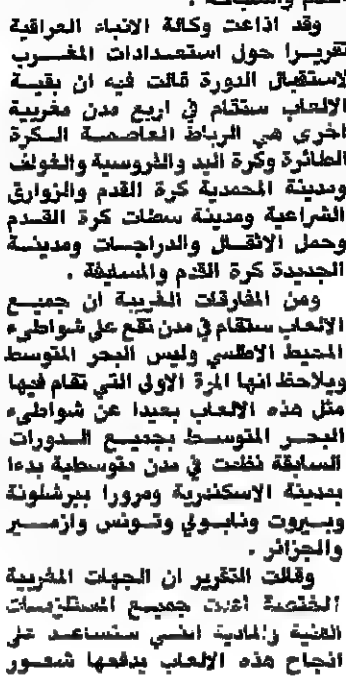 وقد اذاعت وكالة الانباء العراقية
تقريرا حول استعدادات المغرب
لاستقبال الدورة قالت فيه ان بقية
الالعاب ستقام في اربع مدن مغربية
اخرى هي الرباط العاصمة الكرة
الطائرة وكرة اليد والفروسية والغولف
ومدينة المحمدية كرة القدم والزوارق
الشراعية ومدينة سطات كرة القدم
وحمل الاثقال والدراجات ومدينة
الجديدة كرة القدم والمسايفة .
ومن المفارقات الغريبة ان جميع
الالعاب ستقام في مدن تقع على شواطىء
المحيط الاطلسي وليس البحر المتوسط
ويلاحظ انها المرة الاولى التي تقام فيها
مثل هذه الالعاب بعيدا عن شواطىء
البحر المتوسط بجميع الدورات
السابقة نظمت في مدن متوسطية بدءا
بمدينة الاسكندرية ومرورا ببرشلونة
وبيروت ونابولي وتونس وازمير
والجزائر .
وقالت التقرير ان الجهات المغربية
المختصة اعدت جميع المستلزمات
الفنية والمادية التي ستساعد على
انجاح هذه الالعاب يدفعها شعور